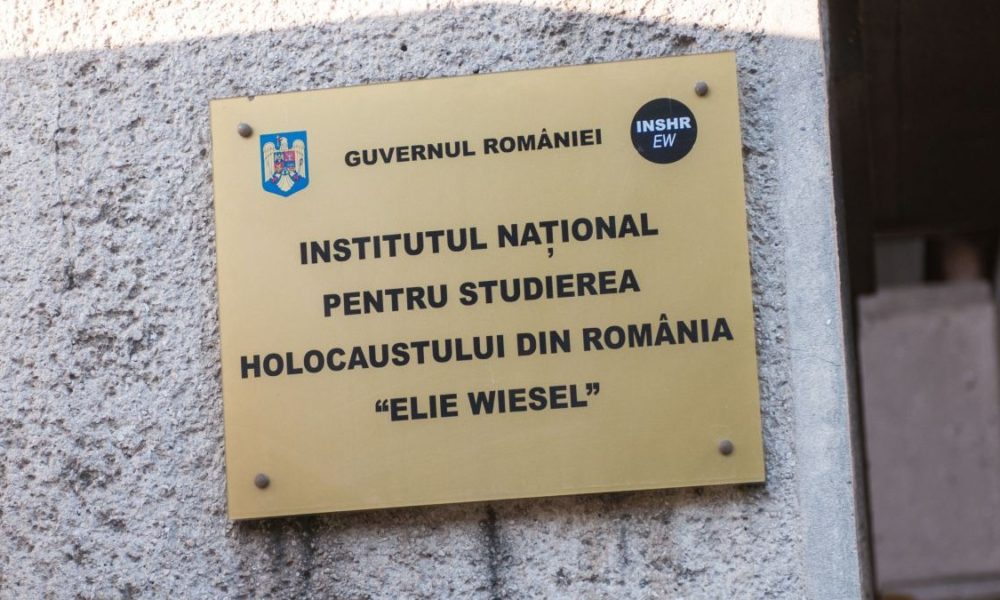 GUVERNUL ROMÂNIEI
INSHR
EW
INSTITUTUL NAȚIONAL
PENTRU STUDIEREA
HOLOCAUSTULUI DIN ROMÂNIA
“ELIE WIESEL”